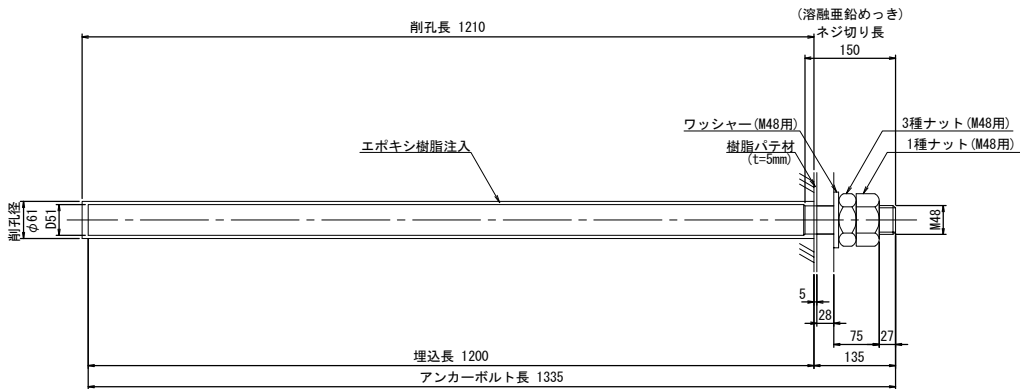 (溶融亜鉛めっき)
ネジ切り長
削孔長 1210
150
ワッシャー(M48用)
3種ナット(M48用)
エポキシ樹脂注入
樹脂パテ材
(t=5mm)
1種ナット(M48用)
削孔径
φ61
D51
M48
5
28
75
27
埋込長 1200
135
アンカーボルト長 1335